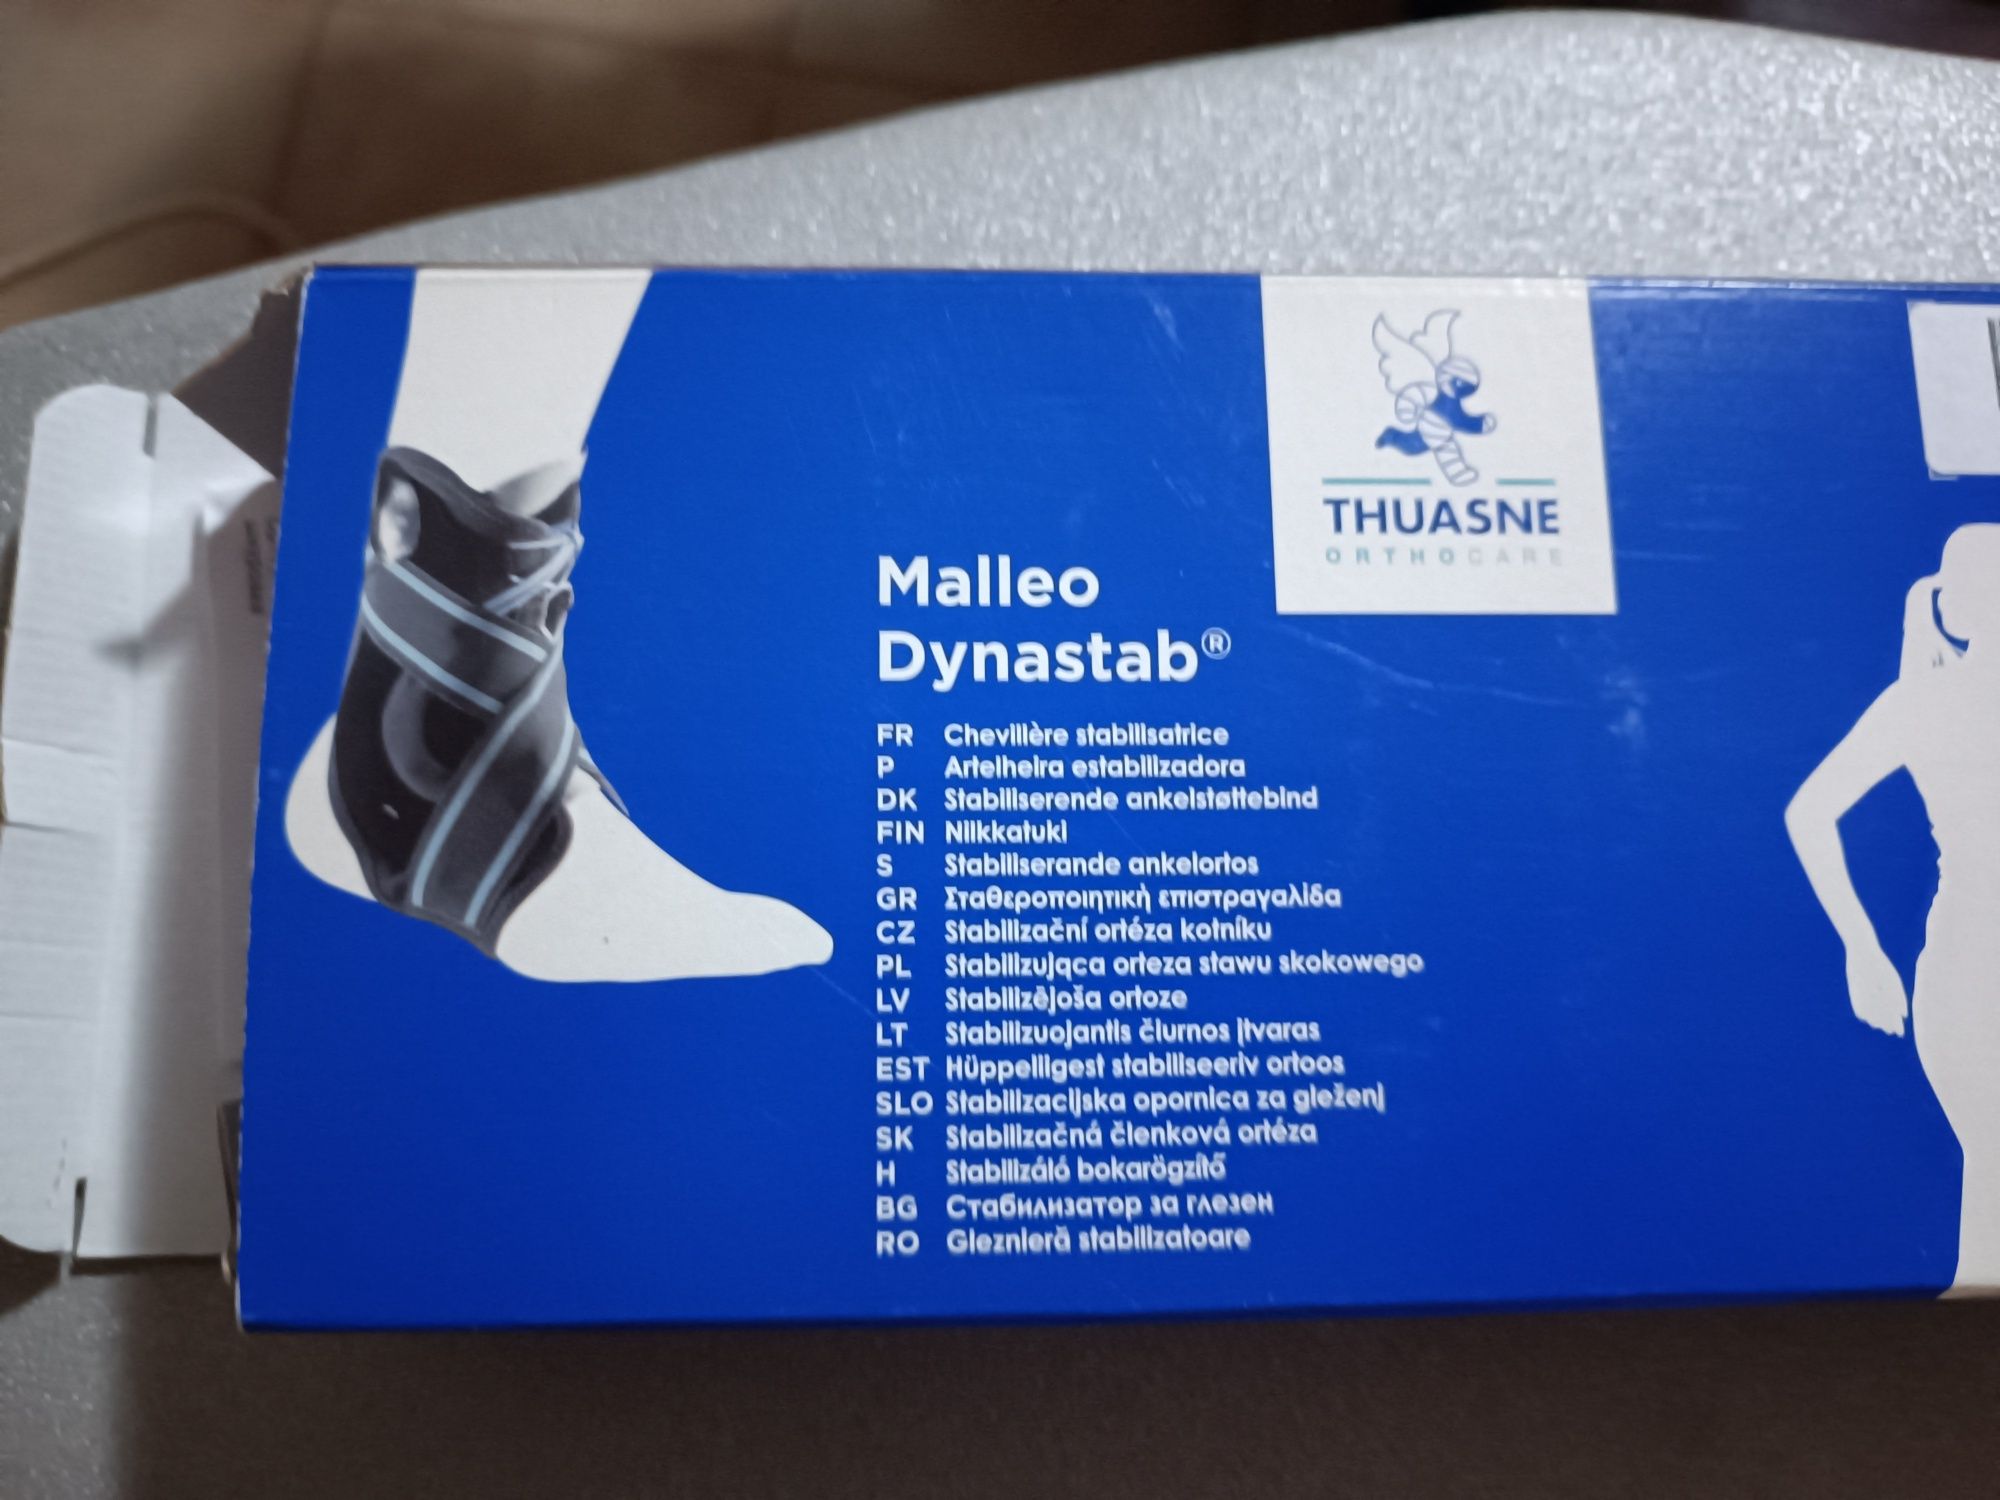 THUASNE
ORTHOCARE
Malleo
Dynastab®
FR Chevillère stabilisatrice
P Artelheira estabilizadora
DK Stabiliserende ankelstøttebind
FIN Nilkkatuki
S Stabiliserande ankelortos
GR Σταθεροποιητική επιστραγαλίδα
CZ Stabilizační ortéza kotníku
PL Stabilizująca orteza stawu skokowego
LV Stabilizējoša ortoze
LT Stabilizuojantis čiurnos įtvaras
EST Hüppeliigest stabiliseeriv ortoos
SLO Stabilizacijska opornica za gleženj
SK Stabilizačná členková ortéza
H Stabilizáló bokarögzítő
BG Стабилизатор за глезен
RO Gleznieră stabilizatoare